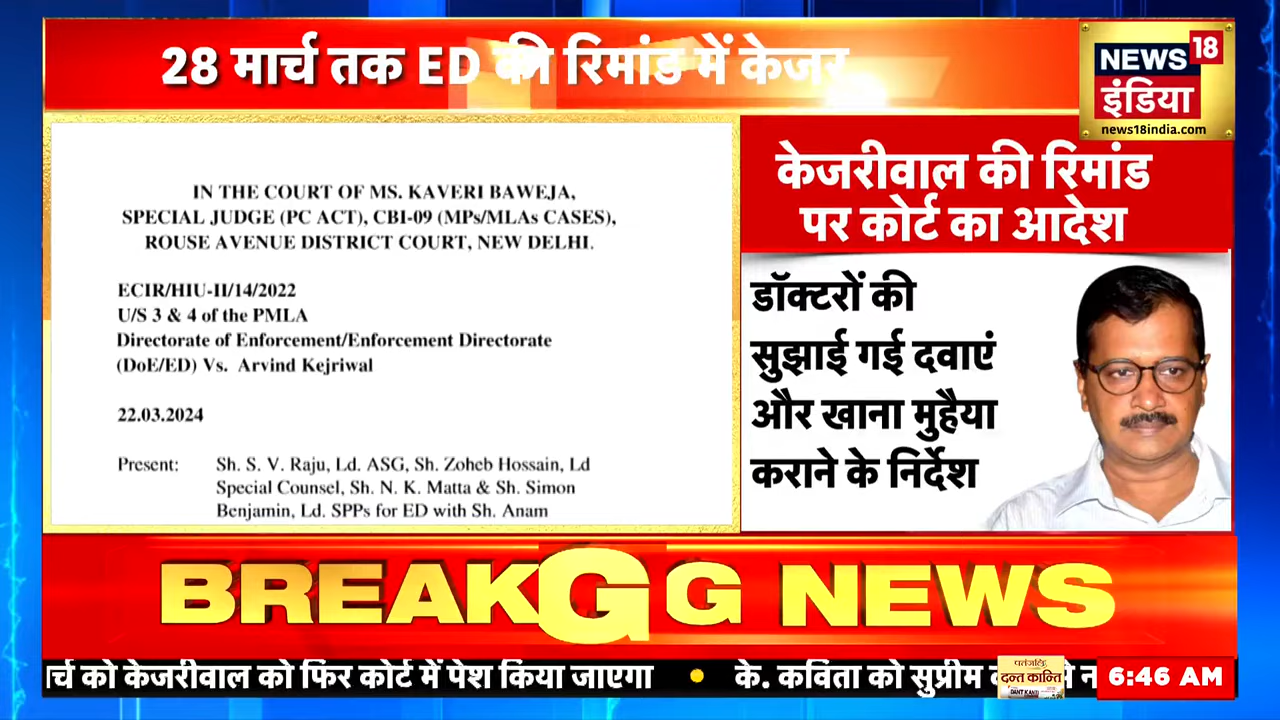 28 मार्च तक ED की रिमांड में केजर
NEWS 18
इंडिया
news18india.com
IN THE COURT OF MS. KAVERI BAWEJA,
SPECIAL JUDGE (PC ACT), CBI-09 (MPs/MLAs CASES),
ROUSE AVENUE DISTRICT COURT, NEW DELHI.
ECIR/HIU-II/14/2022
U/S 3 & 4 of the PMLA
Directorate of Enforcement/Enforcement Directorate
(DoE/ED) Vs. Arvind Kejriwal
22.03.2024
Present: Sh. S. V. Raju, Ld. ASG, Sh. Zoheb Hossain, Ld
Special Counsel, Sh. N. K. Matta & Sh. Simon
Benjamin, Ld. SPPs for ED with Sh. Anam
केजरीवाल की रिमांड
पर कोर्ट का आदेश
डॉक्टरों की
सुझाई गई दवाएं
और खाना मुहैया
कराने के निर्देश
BREAKGG NEWS
र्च को केजरीवाल को फिर कोर्ट में पेश किया जाएगा • के. कविता को सुप्रीम
पतंजलि
दन्त कान्ति
6:46 AM